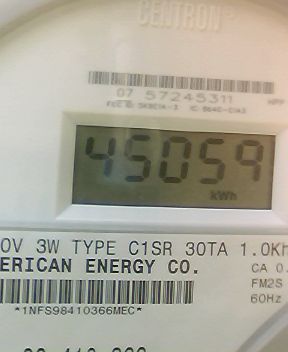 CENTRON®
07 57245311
45059
kWh
0V 3W TYPE C1SR 30TA 1.0Kh
ERICAN ENERGY CO.
CA 0.
FM2S
60Hz
*1NFS98410366MEC*